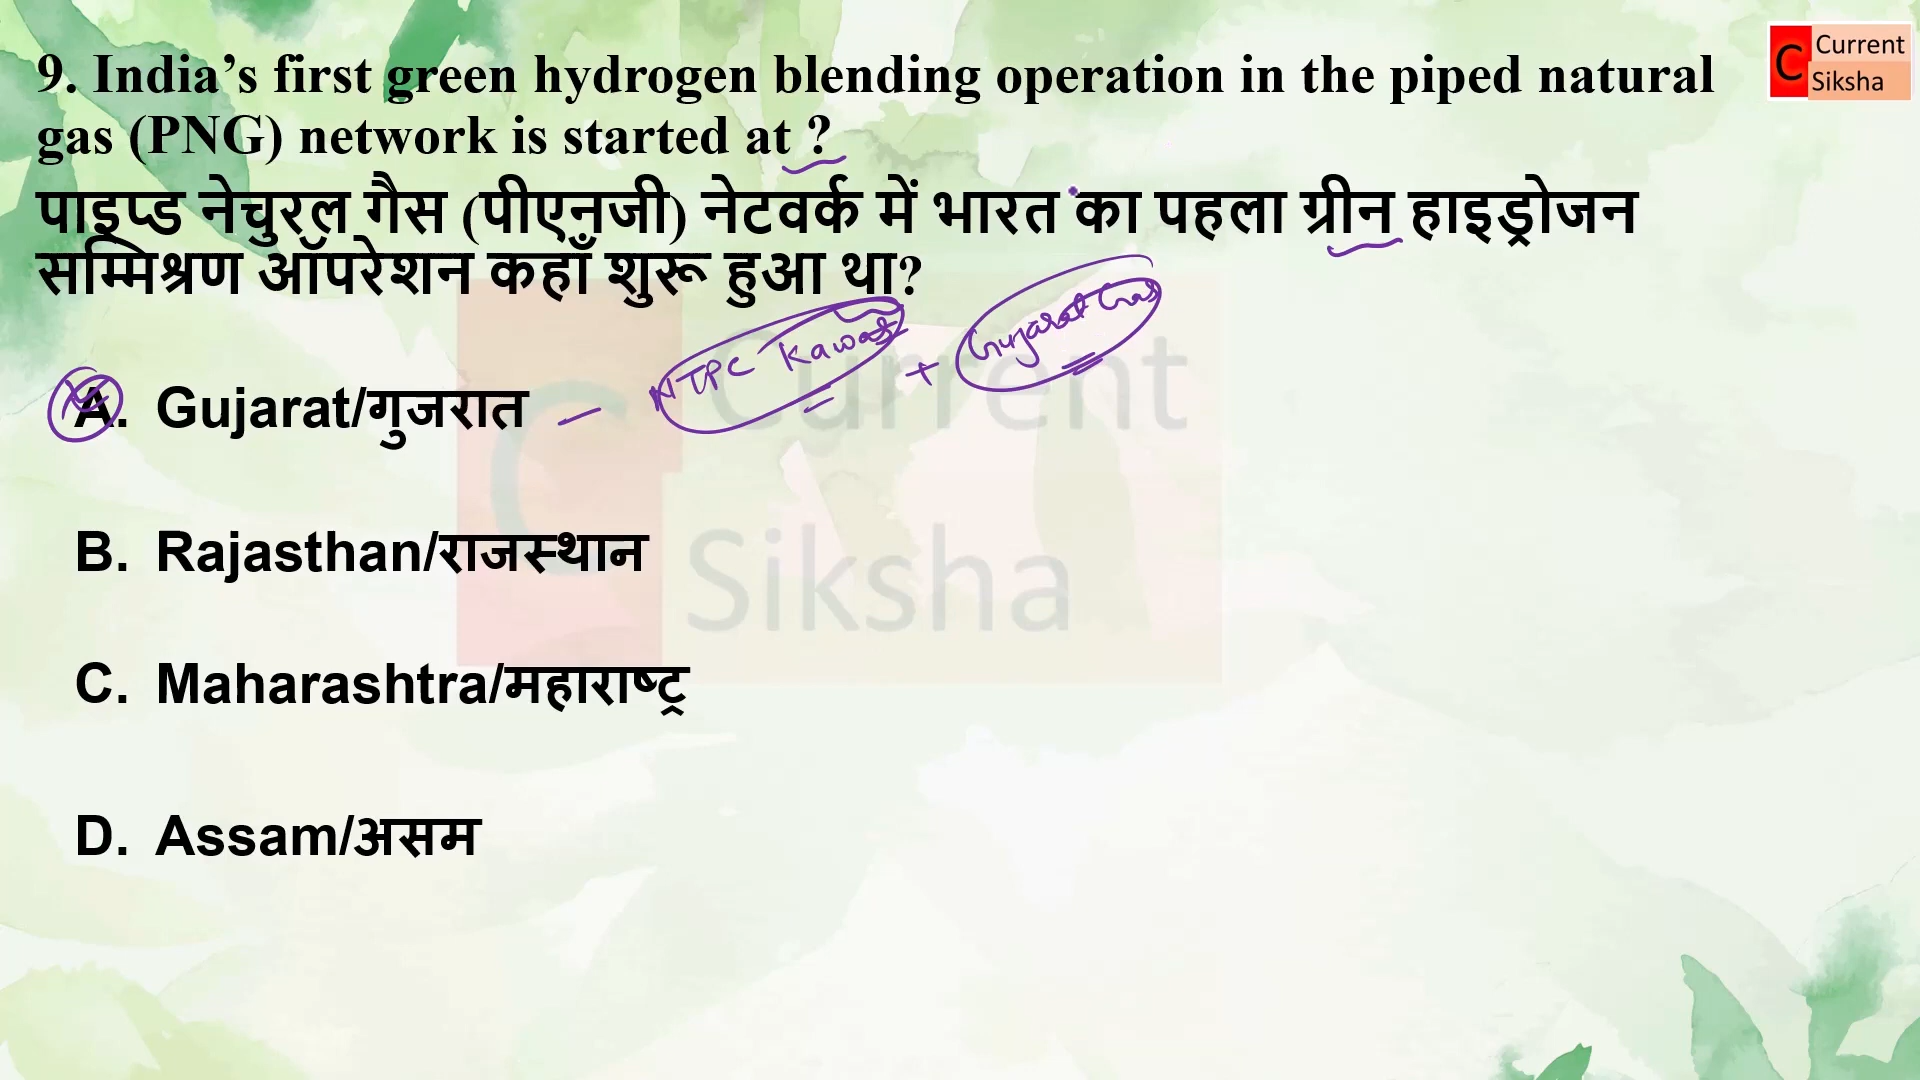 9. India’s first green hydrogen blending operation in the piped natural
gas (PNG) network is started at ?
पाइप्ड नेचुरल गैस (पीएनजी) नेटवर्क में भारत का पहला ग्रीन हाइड्रोजन
सम्मिश्रण ऑपरेशन कहाँ शुरू हुआ था?
A. Gujarat/गुजरात – NTPC Kawas + Gujarat Gas
B. Rajasthan/राजस्थान
C. Maharashtra/महाराष्ट्र
D. Assam/असम
C Current
Siksha
C Current
Siksha